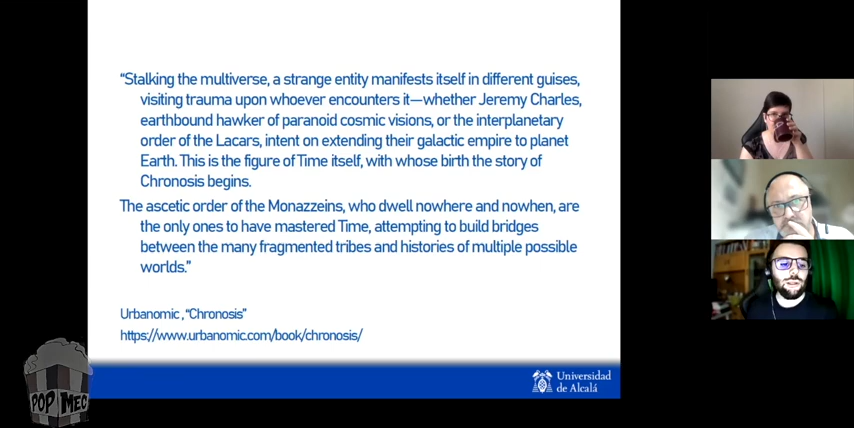 “Stalking the multiverse, a strange entity manifests itself in different guises,
visiting trauma upon whoever encounters it—whether Jeremy Charles,
earthbound hawker of paranoid cosmic visions, or the interplanetary
order of the Lacars, intent on extending their galactic empire to planet
Earth. This is the figure of Time itself, with whose birth the story of
Chronosis begins.
The ascetic order of the Monazzeins, who dwell nowhere and nowhen, are
the only ones to have mastered Time, attempting to build bridges
between the many fragmented tribes and histories of multiple possible
worlds.”
Urbanomic , “Chronosis”
https://www.urbanomic.com/book/chronosis/
Universidad
de Alcalá
POP MEC